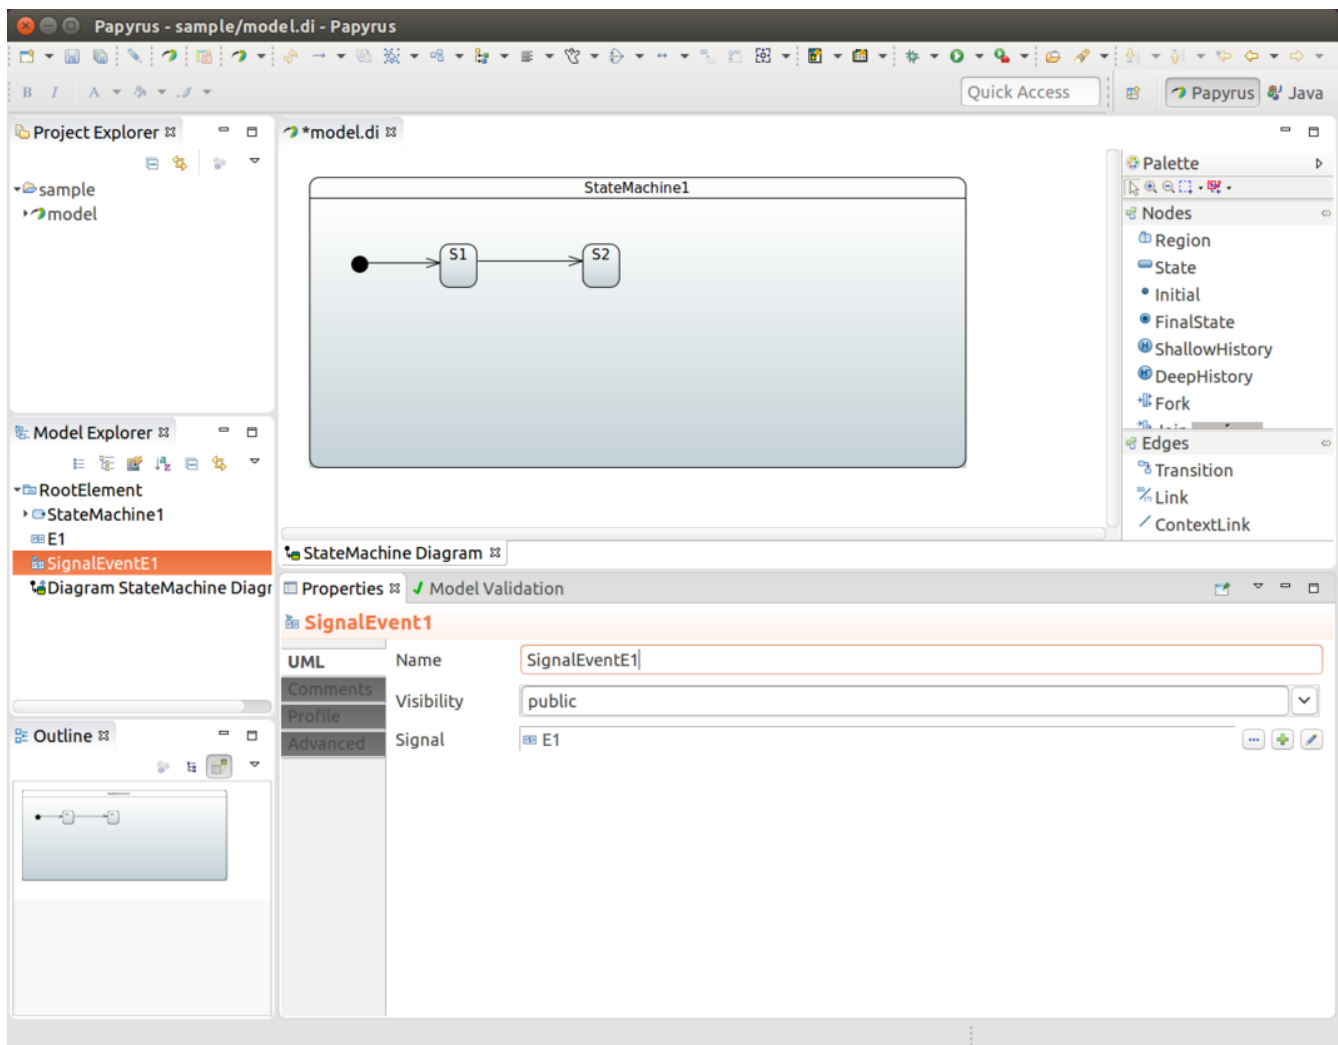 Papyrus - sample/model.di - Papyrus
B I A
Quick Access
Papyrus
Java
Project Explorer
sample
model
*model.di
StateMachine1
S1
S2
Palette
Nodes
Region
State
Initial
FinalState
ShallowHistory
DeepHistory
Fork
Edges
Transition
Link
ContextLink
Model Explorer
RootElement
StateMachine1
E1
SignalEventE1
Diagram StateMachine Diagr
StateMachine Diagram
Properties
Model Validation
SignalEvent1
UML
Comments
Profile
Advanced
Name
SignalEventE1
Visibility
public
Signal
E1
Outline